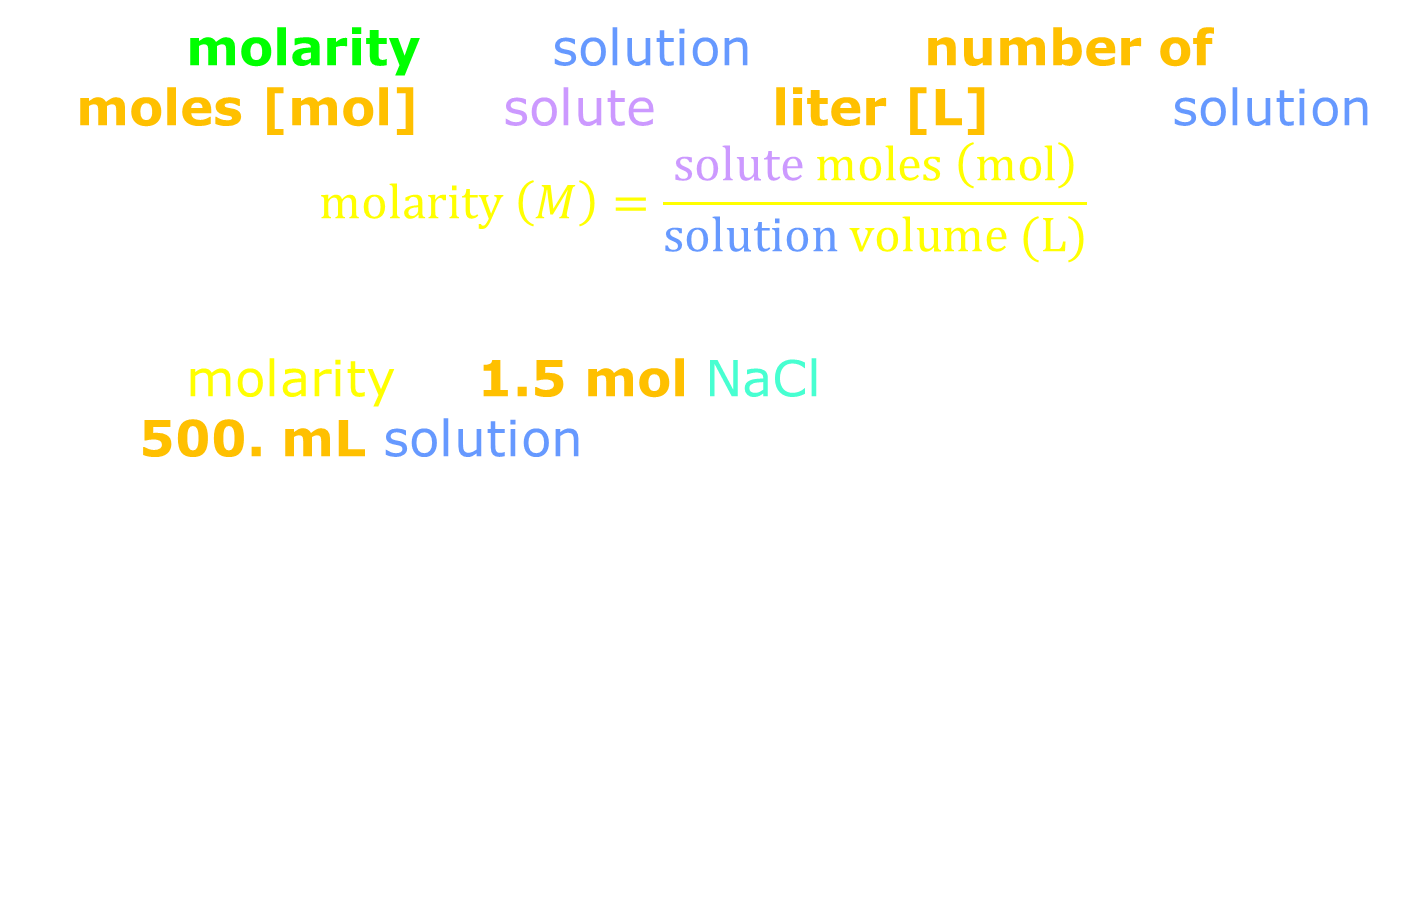 molarity solution number of
moles [mol] solute liter [L] solution
molarity (M) = solute moles (mol) / solution volume (L)
molarity 1.5 mol NaCl
500. mL solution